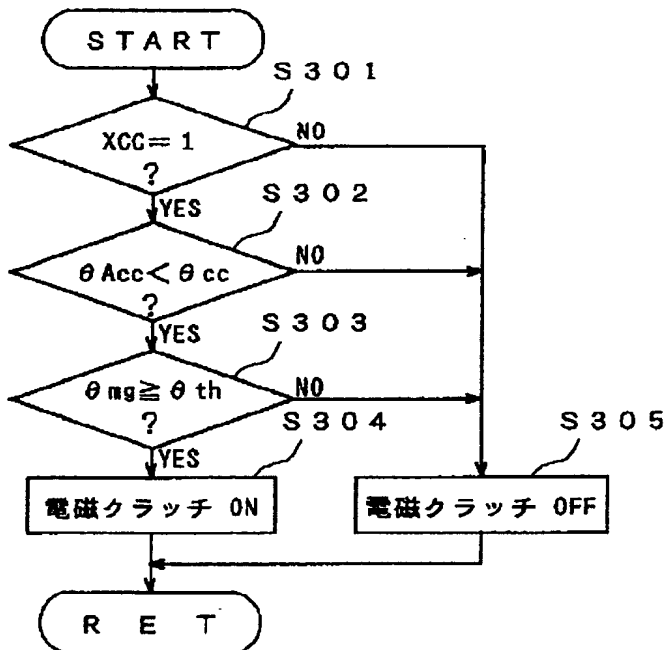 START
S301
XCC=1
?
NO
YES
S302
θAcc<θcc
?
NO
YES
S303
θmg≧θth
?
NO
YES
S304
電磁クラッチ ON
S305
電磁クラッチ OFF
RET